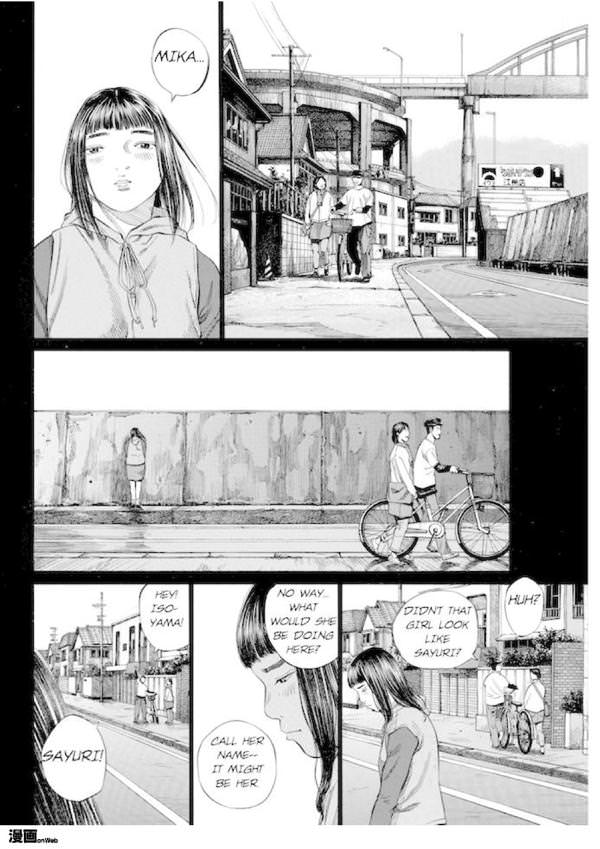 MIKA...
HUH?
DIDNT THAT
GIRL LOOK
LIKE
SAYURI?
NO WAY...
WHAT
WOULD SHE
BE DOING
HERE?
CALL HER
NAME--
IT MIGHT
BE HER.
HEY!
ISO-
YAMA!
SAYURI!
漫画onWeb